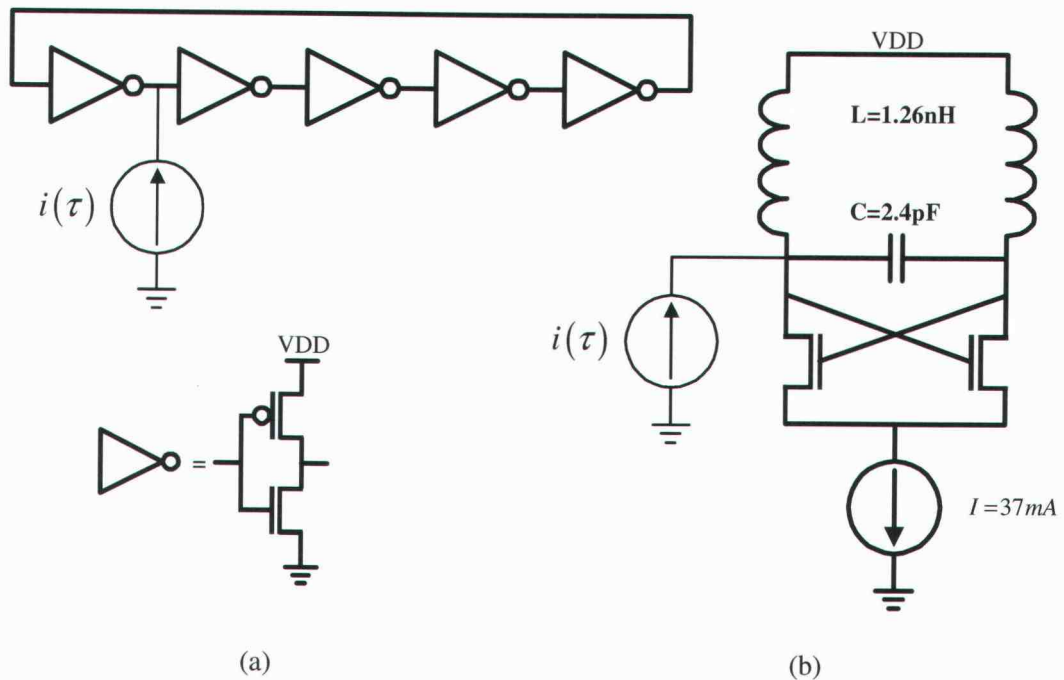 VDD
L=1.26nH
C=2.4pF
i(τ)
i(τ)
VDD
=
I=37mA
(a)
(b)